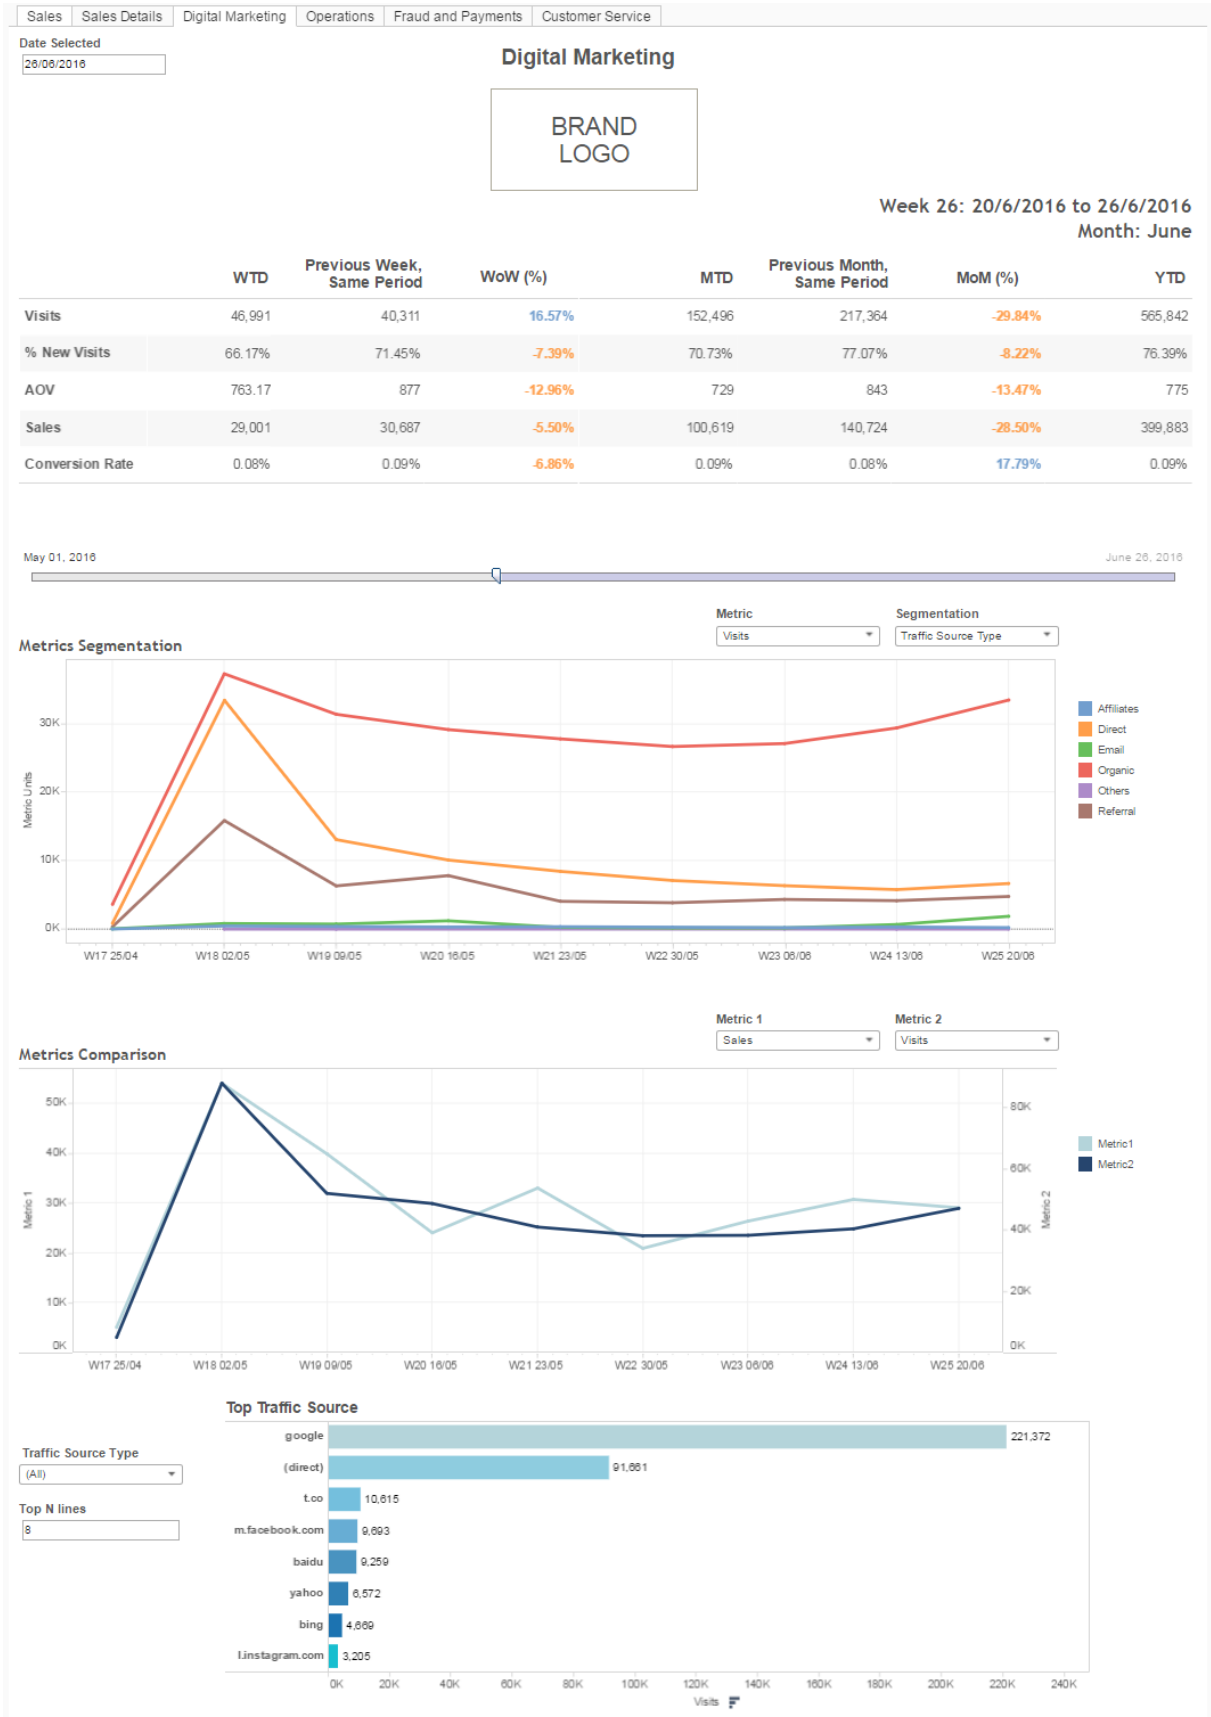 Sales Sales Details Digital Marketing Operations Fraud and Payments Customer Service
Date Selected
26/06/2016
Digital Marketing
BRAND
LOGO
Week 26: 20/6/2016 to 26/6/2016
Month: June
WTD Previous Week, Same Period WoW (%) MTD Previous Month, Same Period MoM (%) YTD
Visits 46,991 40,311 16.57% 152,496 217,364 -29.84% 565,842
% New Visits 66.17% 71.45% -7.39% 70.73% 77.07% -8.22% 76.39%
AOV 763.17 877 -12.96% 729 843 -13.47% 775
Sales 29,001 30,687 -5.50% 100,619 140,724 -28.50% 399,883
Conversion Rate 0.08% 0.09% -6.86% 0.09% 0.08% 17.79% 0.09%
May 01, 2016 June 26, 2016
Metric Segmentation
Visits Traffic Source Type
Metrics Segmentation
30K
20K
10K
0K
Metric Units
W17 25/04 W18 02/05 W19 09/05 W20 16/05 W21 23/05 W22 30/05 W23 06/06 W24 13/06 W25 20/06
Affiliates
Direct
Email
Organic
Others
Referral
Metric 1 Metric 2
Sales Visits
Metrics Comparison
50K
40K
30K
20K
10K
0K
Metric 1
80K
60K
40K
20K
0K
Metric 2
Metric1
Metric2
W17 25/04 W18 02/05 W19 09/05 W20 16/05 W21 23/05 W22 30/05 W23 06/06 W24 13/06 W25 20/06
Top Traffic Source
Traffic Source Type
(All)
Top N lines
8
google 221,372
(direct) 91,661
t.co 10,615
m.facebook.com 9,693
baidu 9,259
yahoo 6,572
bing 4,669
l.instagram.com 3,205
0K 20K 40K 60K 80K 100K 120K 140K 160K 180K 200K 220K 240K
Visits